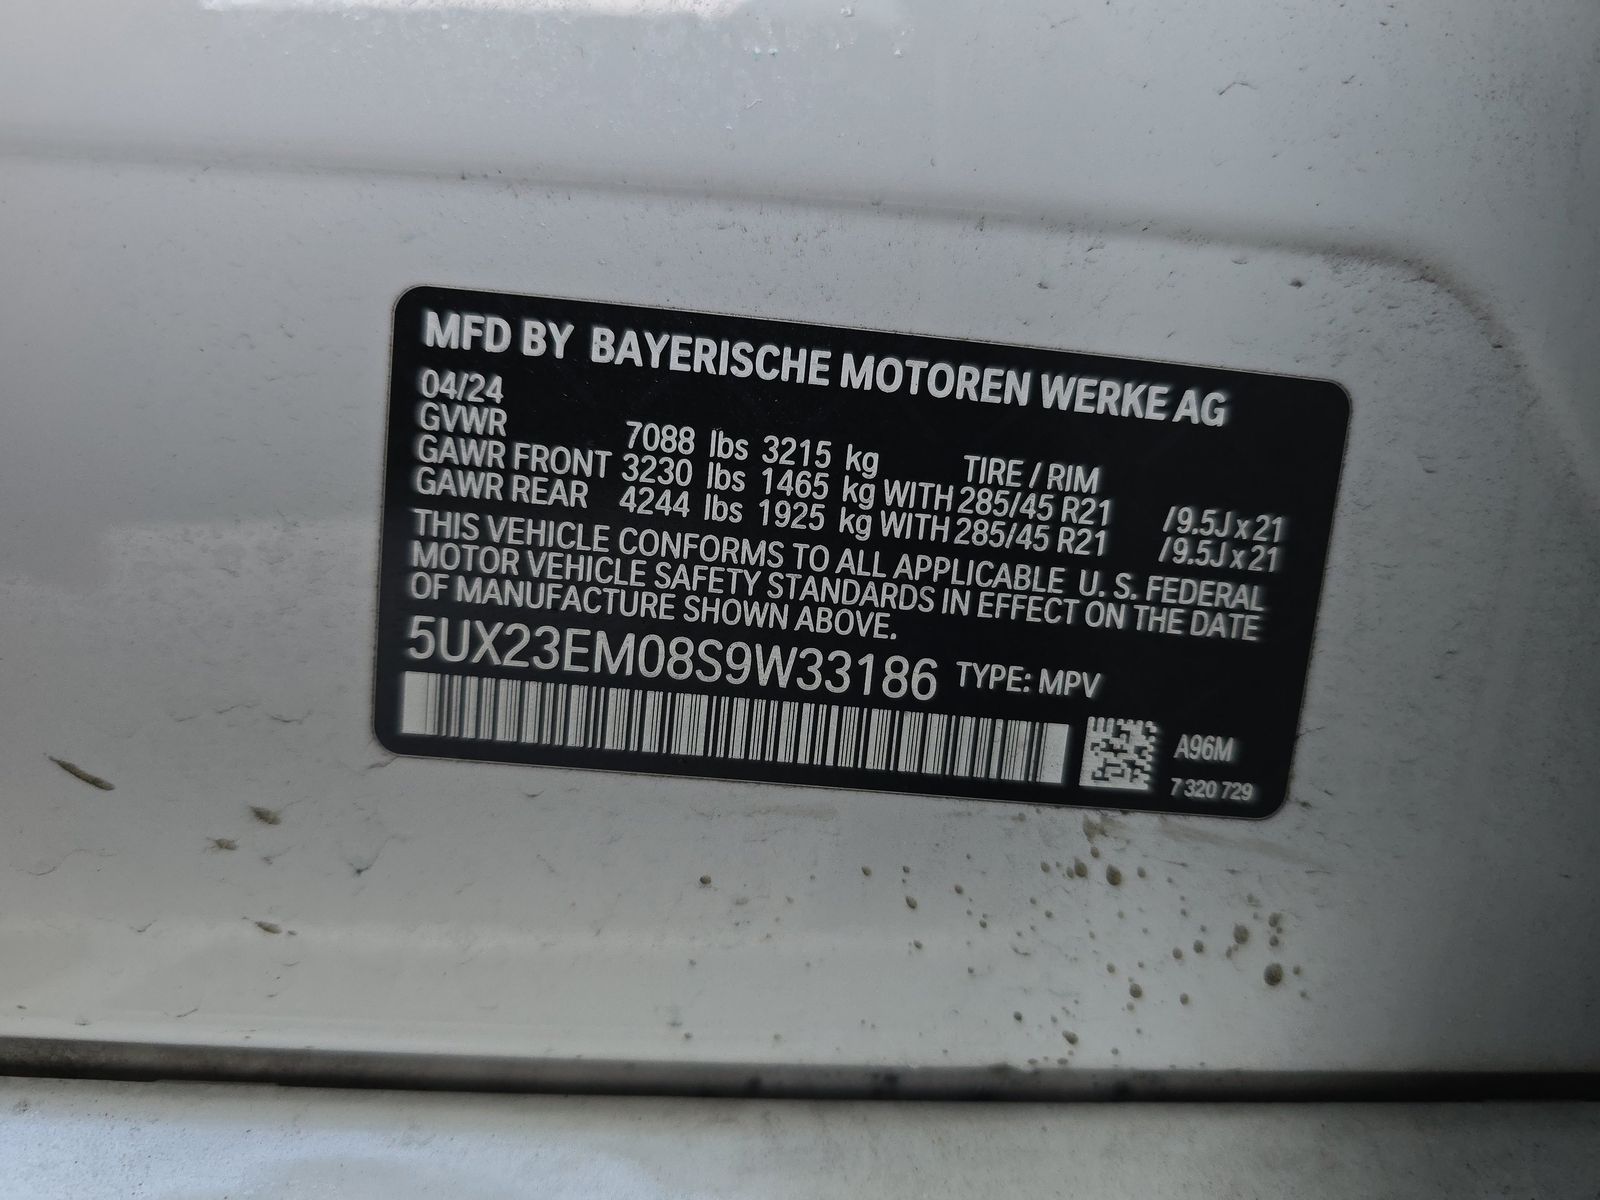 MFD BY BAYERISCHE MOTOREN WERKE AG
04/24
GVWR 7088 lbs 3215 kg TIRE / RIM
GAWR FRONT 3230 lbs 1465 kg WITH 285/45 R21 /9.5J x 21
GAWR REAR 4244 lbs 1925 kg WITH 285/45 R21 /9.5J x 21
THIS VEHICLE CONFORMS TO ALL APPLICABLE U. S. FEDERAL
MOTOR VEHICLE SAFETY STANDARDS IN EFFECT ON THE DATE
OF MANUFACTURE SHOWN ABOVE.
5UX23EM08S9W33186 TYPE: MPV
A96M
7 320 729